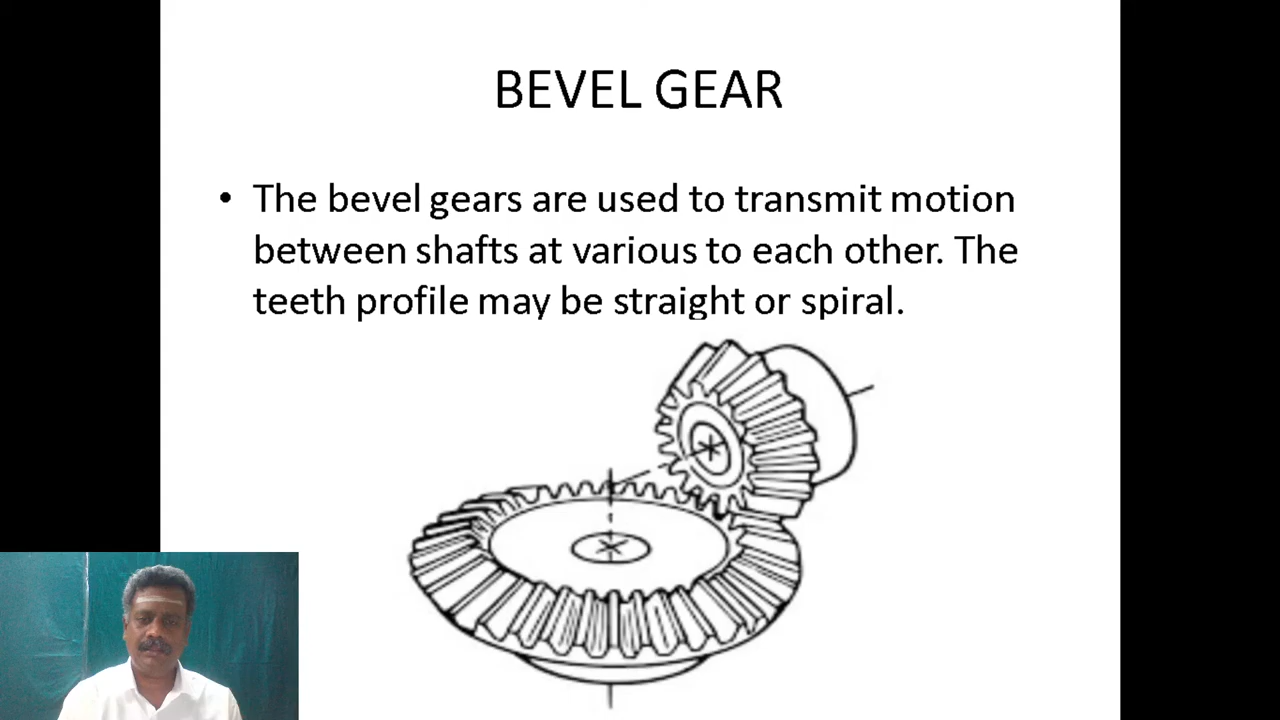 BEVEL GEAR
• The bevel gears are used to transmit motion
between shafts at various to each other. The
teeth profile may be straight or spiral.